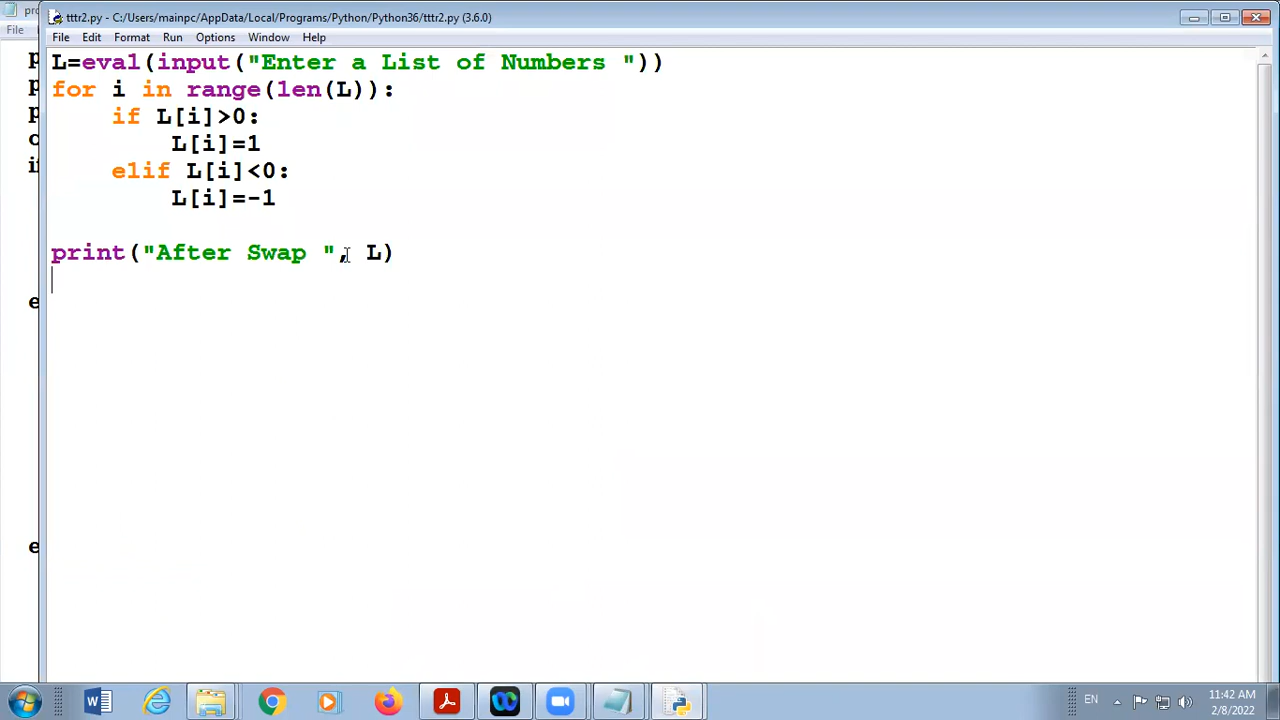 pro
tttr2.py - C:/Users/mainpc/AppData/Local/Programs/Python/Python36/tttr2.py (3.6.0)
File
File Edit Format Run Options Window Help
L=eval(input("Enter a List of Numbers "))
for i in range(len(L)):
if L[i]>0:
L[i]=1
elif L[i]<0:
L[i]=-1
print("After Swap ", L)
EN
11:42 AM
2/8/2022